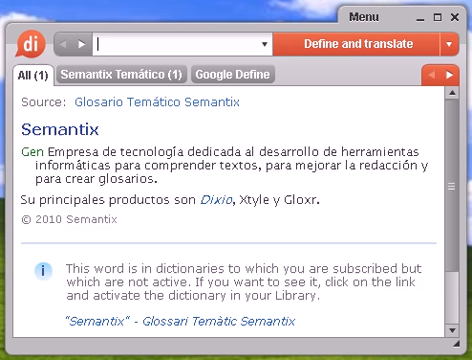 Menu
di
Define and translate
All (1) Semantix Temático (1) Google Define
Source: Glosario Temático Semantix
Semantix
Gen Empresa de tecnología dedicada al desarrollo de herramientas
informáticas para comprender textos, para mejorar la redacción y
para crear glosarios.
Su principales productos son Dixio, Xtyle y Gloxr.
© 2010 Semantix
i
This word is in dictionaries to which you are subscribed but
which are not active. If you want to see it, click on the link
and activate the dictionary in your Library.
"Semantix" - Glossari Temàtic Semantix